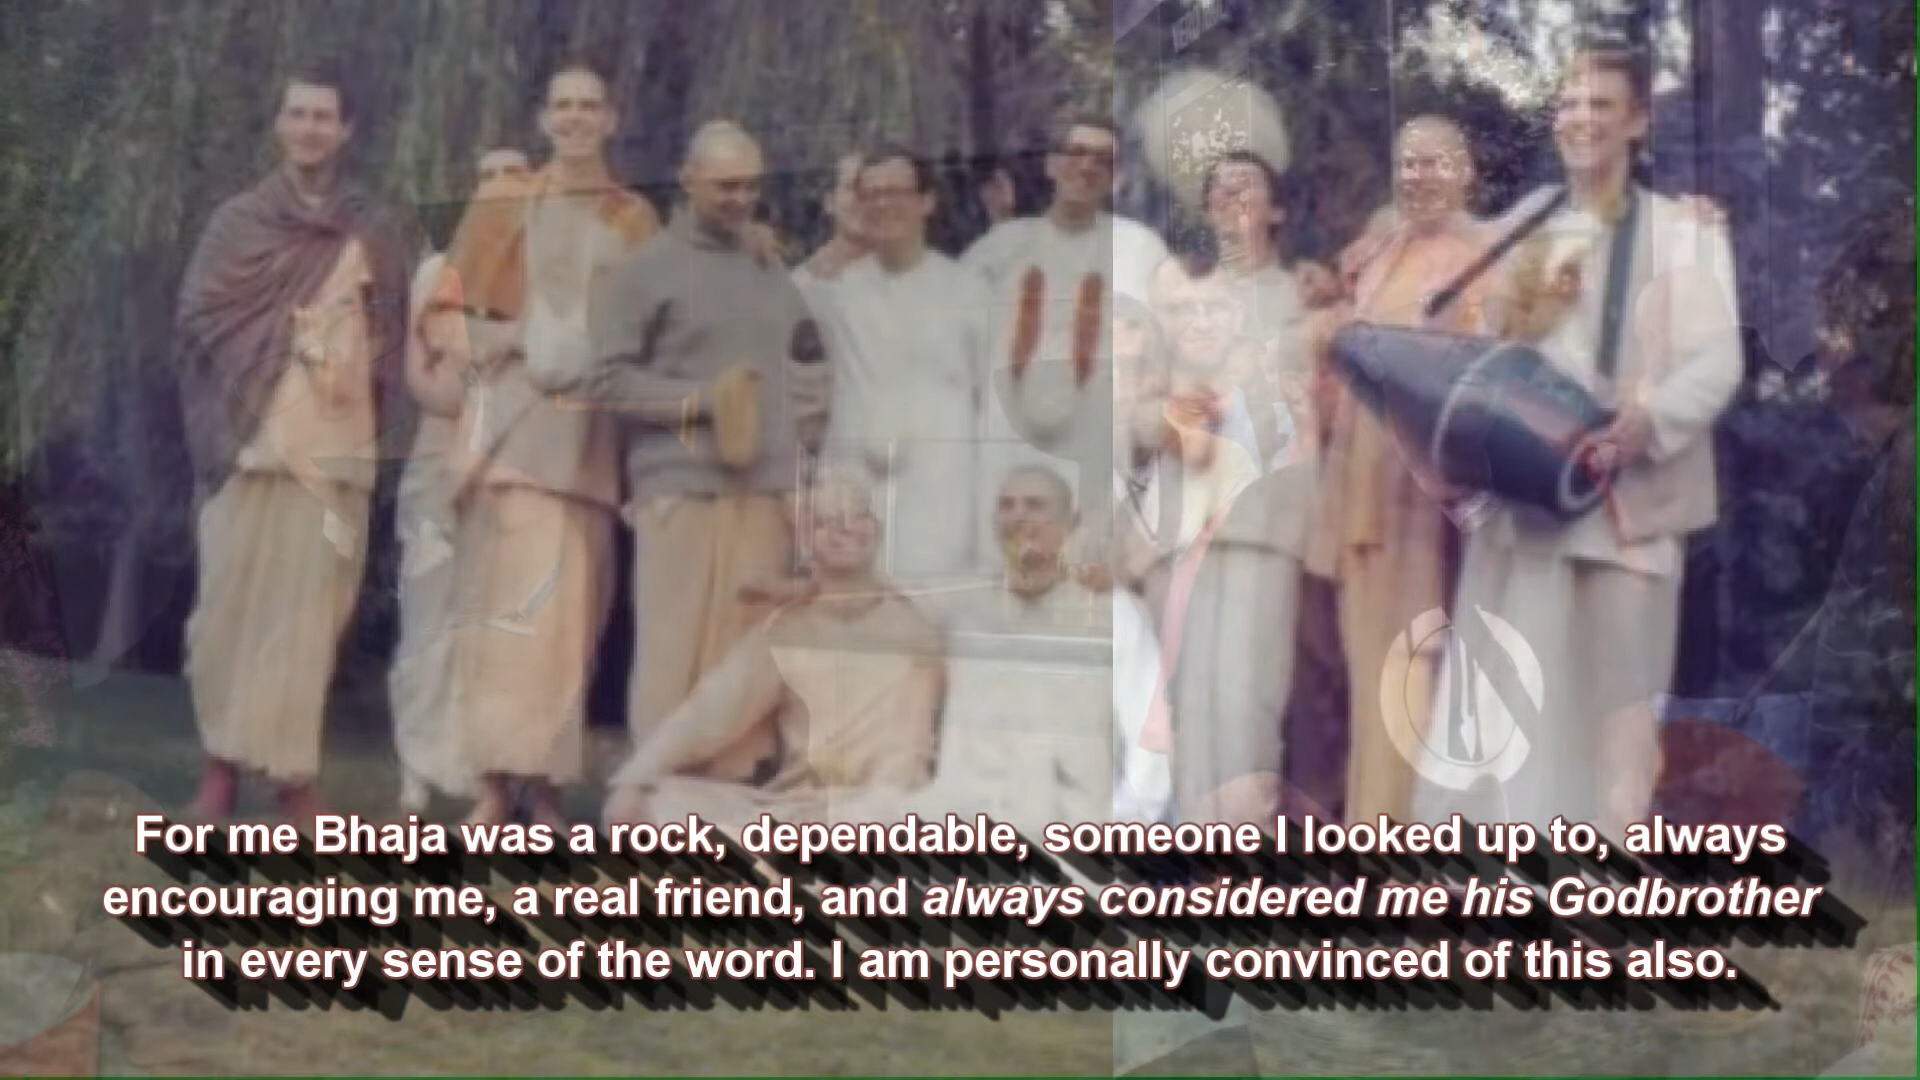 For me Bhaja was a rock, dependable, someone I looked up to, always
encouraging me, a real friend, and always considered me his Godbrother
in every sense of the word. I am personally convinced of this also.